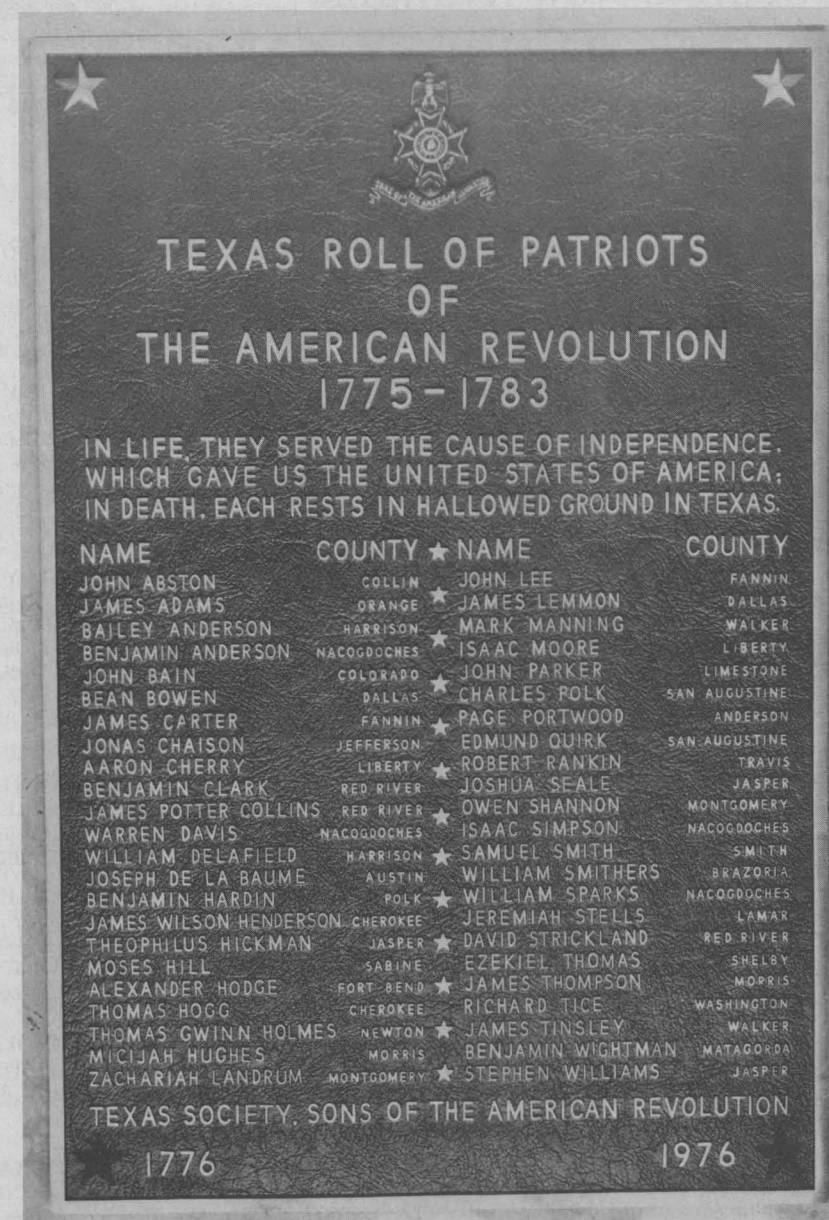 SONS OF THE AMERICAN REVOLUTION
TEXAS ROLL OF PATRIOTS
OF
THE AMERICAN REVOLUTION
1775-1783
IN LIFE, THEY SERVED THE CAUSE OF INDEPENDENCE,
WHICH GAVE US THE UNITED STATES OF AMERICA;
IN DEATH, EACH RESTS IN HALLOWED GROUND IN TEXAS.
NAME COUNTY ★ NAME COUNTY
JOHN ABSTON COLLIN JOHN LEE FANNIN
JAMES ADAMS ORANGE JAMES LEMMON DALLAS
BAILEY ANDERSON HARRISON MARK MANNING WALKER
BENJAMIN ANDERSON NACOGDOCHES ISAAC MOORE LIBERTY
JOHN BAIN COLORADO JOHN PARKER LIMESTONE
BEAN BOWEN DALLAS CHARLES POLK SAN AUGUSTINE
JAMES CARTER FANNIN PAGE PORTWOOD ANDERSON
JONAS CHAISON JEFFERSON EDMUND QUIRK SAN AUGUSTINE
AARON CHERRY LIBERTY ROBERT RANKIN TRAVIS
BENJAMIN CLARK RED RIVER JOSHUA SEALE JASPER
JAMES POTTER COLLINS RED RIVER OWEN SHANNON MONTGOMERY
WARREN DAVIS NACOGDOCHES ISAAC SIMPSON NACOGDOCHES
WILLIAM DELAFIELD HARRISON SAMUEL SMITH SMITH
JOSEPH DE LA BAUME AUSTIN WILLIAM SMITHERS BRAZORIA
BENJAMIN HARDIN POLK WILLIAM SPARKS NACOGDOCHES
JAMES WILSON HENDERSON CHEROKEE JEREMIAH STELLS LAMAR
THEOPHILUS HICKMAN JASPER DAVID STRICKLAND RED RIVER
MOSES HILL SABINE EZEKIEL THOMAS SHELBY
ALEXANDER HODGE FORT BEND JAMES THOMPSON MORRIS
THOMAS HOGG CHEROKEE RICHARD TICE WASHINGTON
THOMAS GWINN HOLMES NEWTON JAMES TINSLEY WALKER
MICIJAH HUGHES MORRIS BENJAMIN WIGHTMAN MATAGORDA
ZACHARIAH LANDRUM MONTGOMERY STEPHEN WILLIAMS JASPER
TEXAS SOCIETY, SONS OF THE AMERICAN REVOLUTION
1776 1976